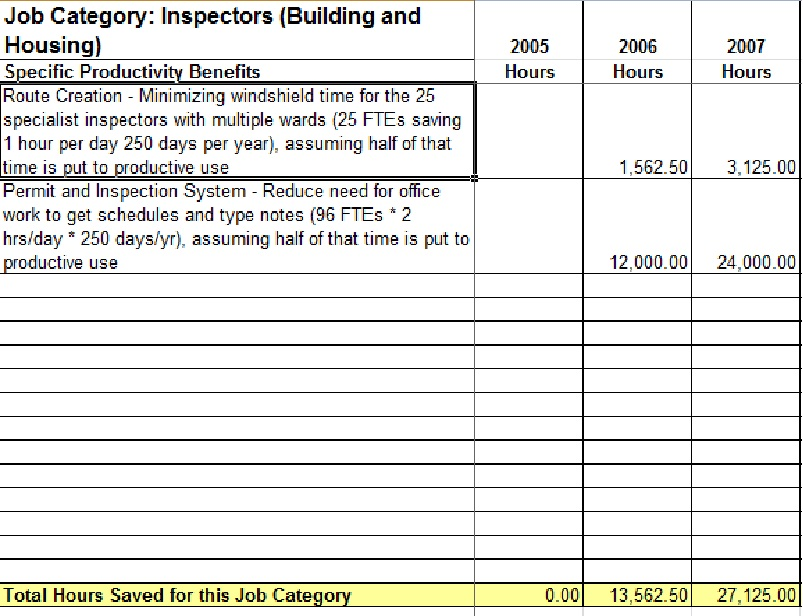 Job Category: Inspectors (Building and
Housing) 2005 2006 2007
Specific Productivity Benefits Hours Hours Hours
Route Creation - Minimizing windshield time for the 25
specialist inspectors with multiple wards (25 FTEs saving
1 hour per day 250 days per year), assuming half of that
time is put to productive use 1,562.50 3,125.00
Permit and Inspection System - Reduce need for office
work to get schedules and type notes (96 FTEs * 2
hrs/day * 250 days/yr), assuming half of that time is put to
productive use 12,000.00 24,000.00
Total Hours Saved for this Job Category 0.00 13,562.50 27,125.00